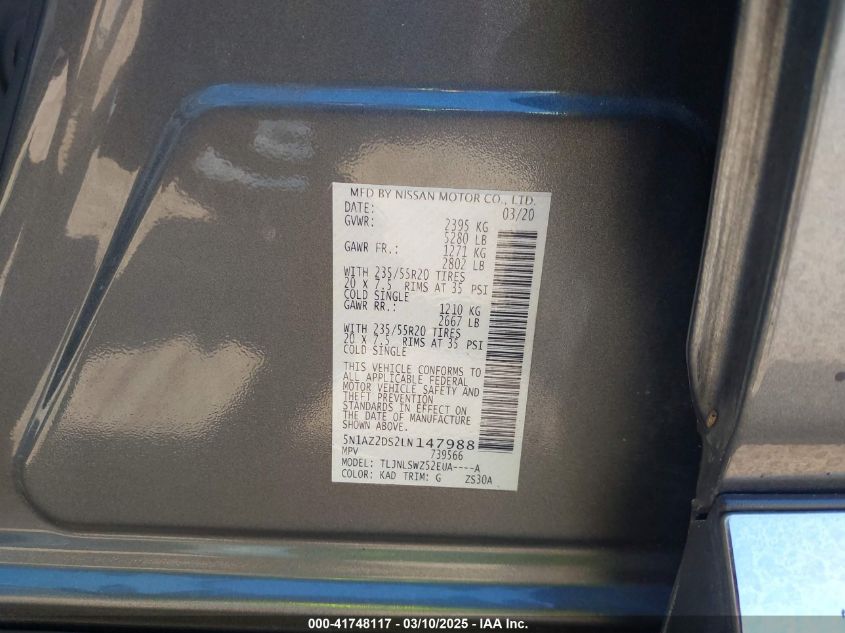 MFD BY NISSAN MOTOR CO., LTD.
DATE: 03/20
GVWR: 2395 KG
5280 LB
GAWR FR.: 1271 KG
2802 LB
WITH 235/55R20 TIRES
20 X 7.5 RIMS AT 35 PSI
COLD SINGLE
GAWR RR.: 1210 KG
2667 LB
WITH 235/55R20 TIRES
20 X 7.5 RIMS AT 35 PSI
COLD SINGLE
THIS VEHICLE CONFORMS TO
ALL APPLICABLE FEDERAL
MOTOR VEHICLE SAFETY AND
THEFT PREVENTION
STANDARDS IN EFFECT ON
THE DATE OF MANUFACTURE
SHOWN ABOVE.
5N1AZ2DS2LN147988
MPV 739566
MODEL: TLJNLSWZ52EUA----A
COLOR: KAD TRIM: G ZS30A
000-41748117 - 03/10/2025 - IAA Inc.